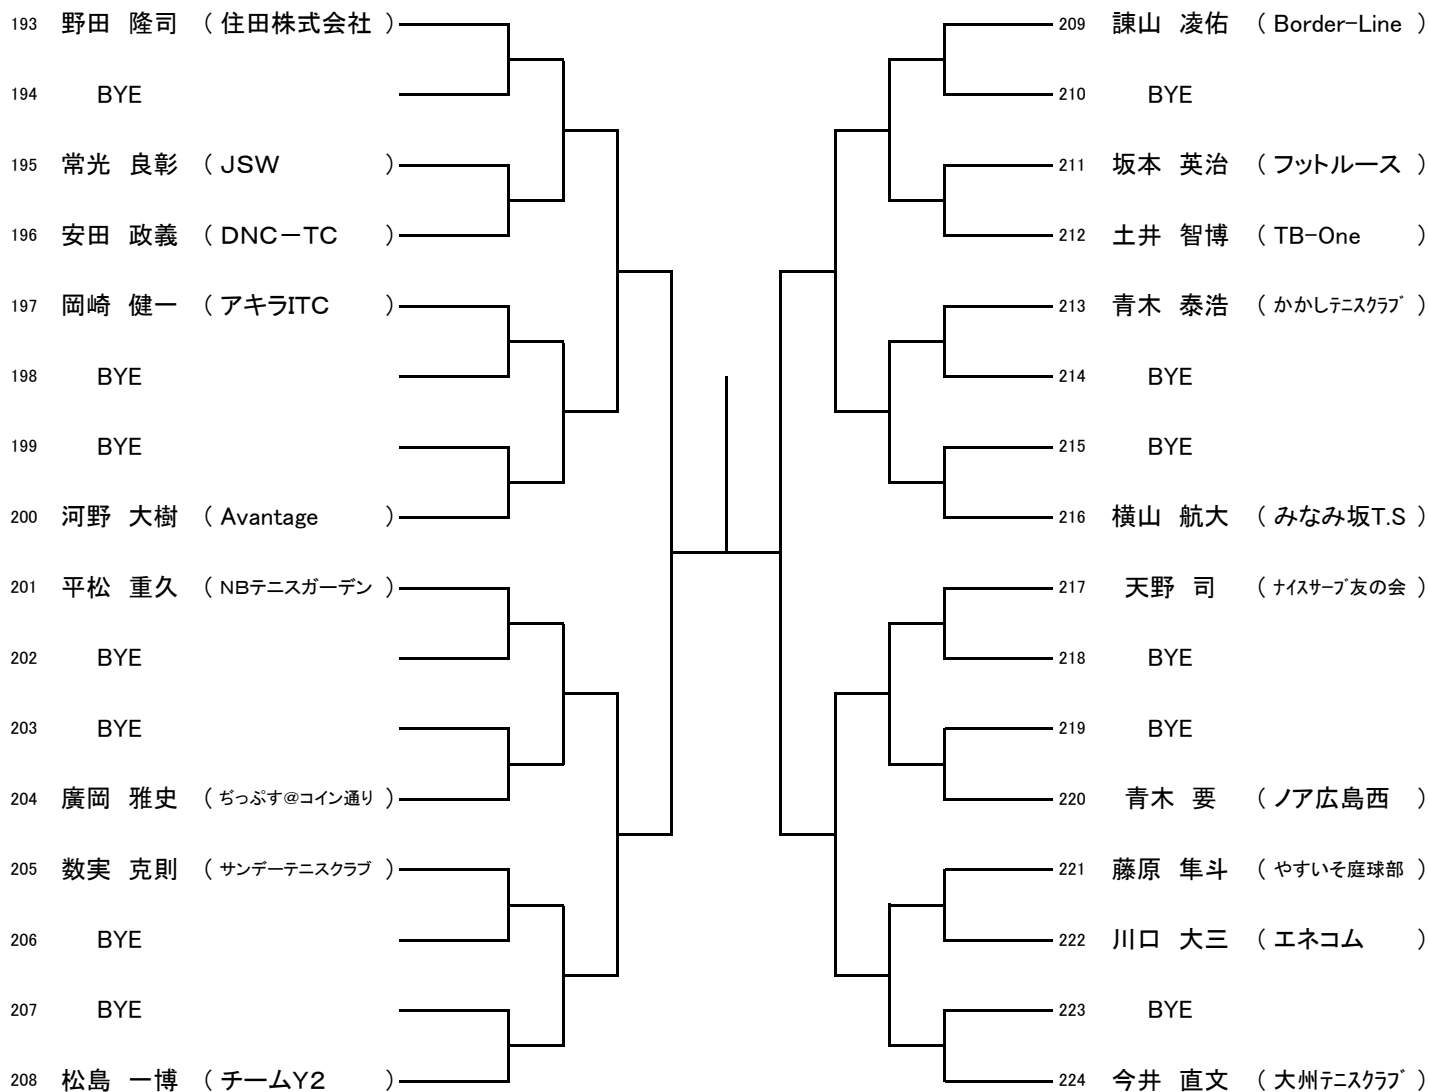 193 野田 隆司 （ 住田株式会社 ）
194 BYE
195 常光 良彰 （ JSW ）
196 安田 政義 （ DNC－TC ）
197 岡崎 健一 （ アキラITC ）
198 BYE
199 BYE
200 河野 大樹 （ Avantage ）
201 平松 重久 （ NBテニスガーデン ）
202 BYE
203 BYE
204 廣岡 雅史 （ ぢっぷす＠コイン通り ）
205 数実 克則 （ サンデーテニスクラブ ）
206 BYE
207 BYE
208 松島 一博 （ チームY2 ）
209 諌山 凌佑 （ Border-Line ）
210 BYE
211 坂本 英治 （ フットルース ）
212 土井 智博 （ TB-One ）
213 青木 泰浩 （ かかしﾃﾆｽｸﾗﾌﾞ ）
214 BYE
215 BYE
216 横山 航大 （ みなみ坂T.S ）
217 天野 司 （ ﾅｲｽｻｰﾌﾞ友の会 ）
218 BYE
219 BYE
220 青木 要 （ ノア広島西 ）
221 藤原 隼斗 （ やすいそ庭球部 ）
222 川口 大三 （ エネコム ）
223 BYE
224 今井 直文 （ 大州ﾃﾆｽｸﾗﾌﾞ ）